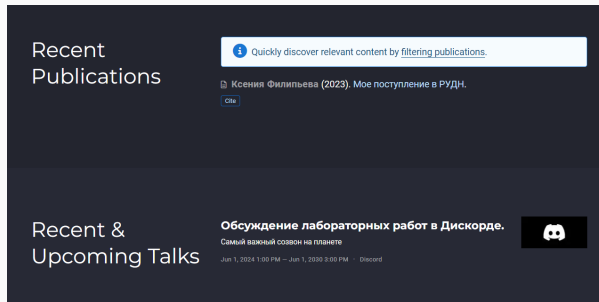 Recent
Publications
Quickly discover relevant content by filtering publications.
Ксения Филипьева (2023). Мое поступление в РУДН.
Cite
Recent &
Upcoming Talks
Обсуждение лабораторных работ в Дискорде.
Самый важный созвон на планете
Jun 1, 2024 1:00 PM — Jun 1, 2030 3:00 PM · Discord